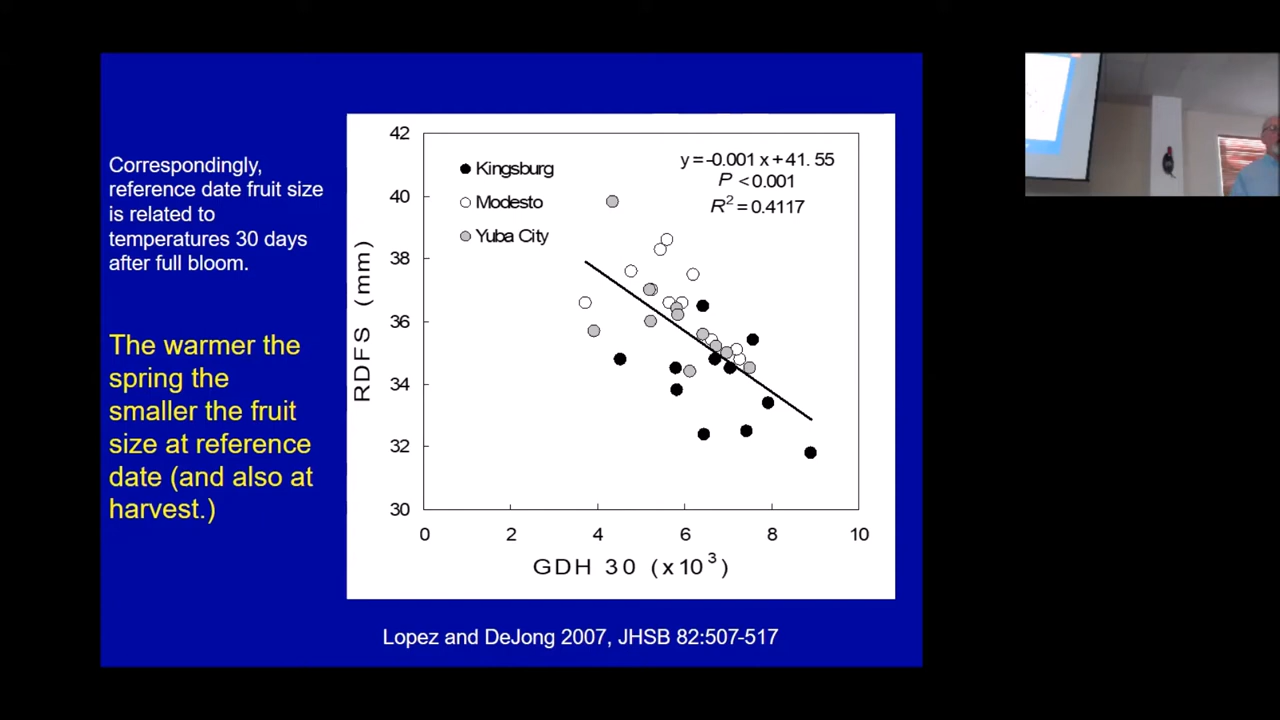 Correspondingly,
reference date fruit size
is related to
temperatures 30 days
after full bloom.
The warmer the
spring the
smaller the fruit
size at reference
date (and also at
harvest.)
42
40
38
36
34
32
30
RDFS (mm)
Kingsburg
Modesto
Yuba City
y = -0.001 x + 41. 55
P < 0.001
R² = 0.4117
0 2 4 6 8 10
GDH 30 (x10³)
Lopez and DeJong 2007, JHSB 82:507-517